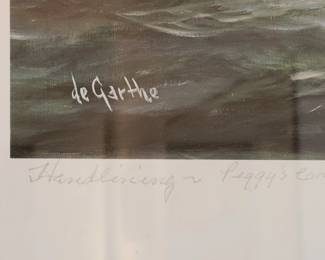 de Garthe
Handlining ~ Peggy's